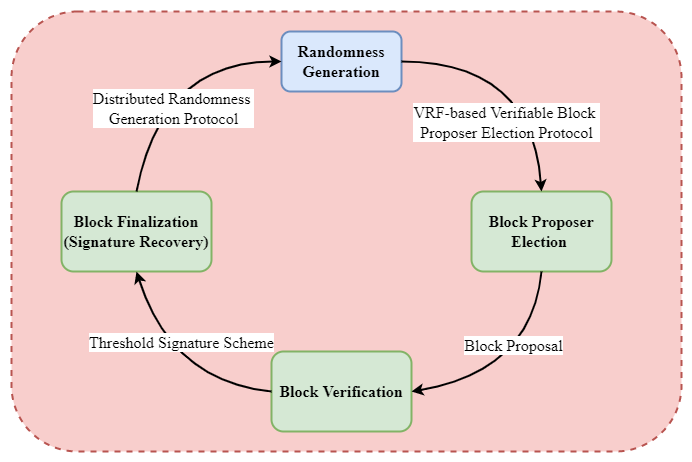 Randomness
Generation
Distributed Randomness
Generation Protocol
VRF-based Verifiable Block
Proposer Election Protocol
Block Finalization
(Signature Recovery)
Block Proposer
Election
Threshold Signature Scheme
Block Proposal
Block Verification